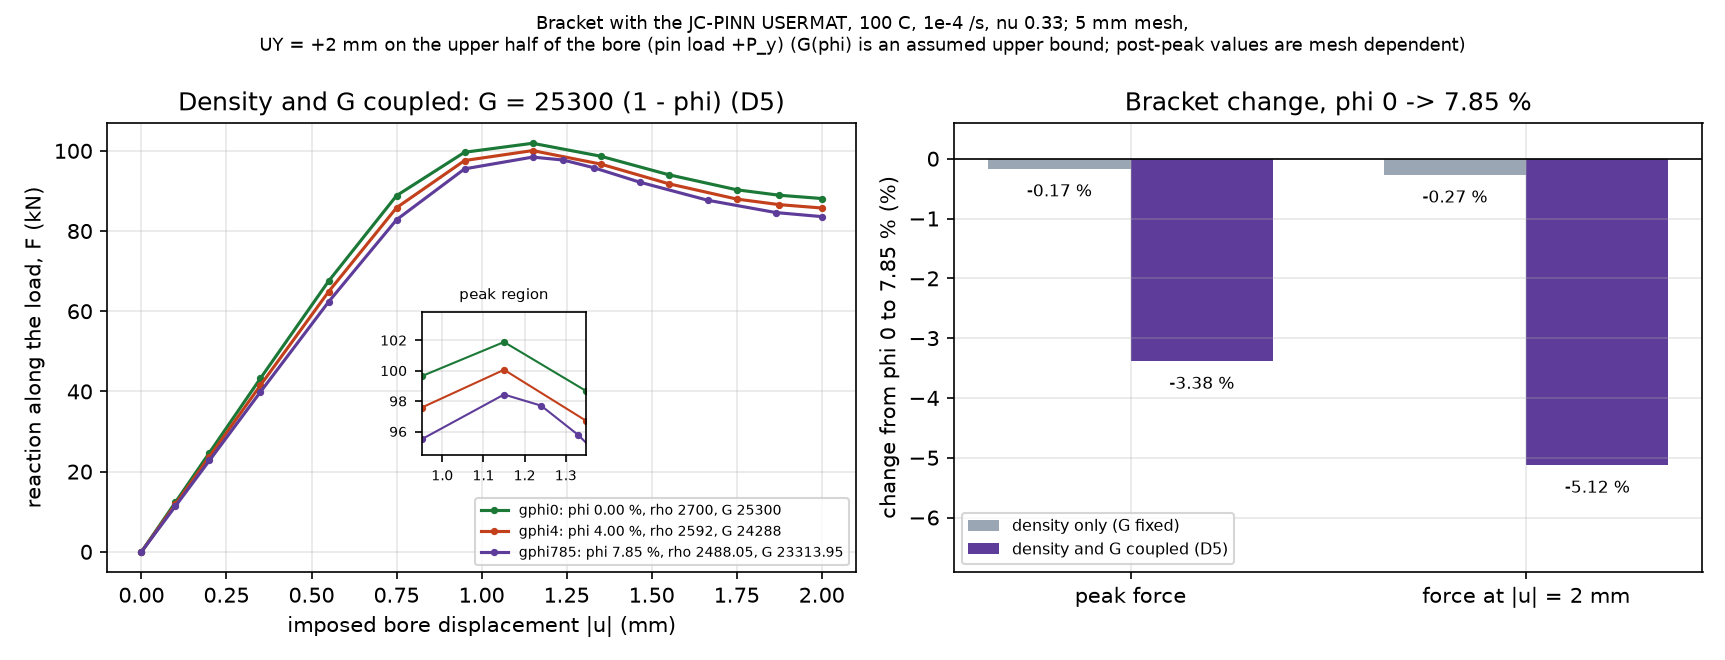 Bracket with the JC-PINN USERMAT, 100 C, 1e-4 /s, nu 0.33; 5 mm mesh,
UY = +2 mm on the upper half of the bore (pin load +P_y) (G(phi) is an assumed upper bound; post-peak values are mesh dependent)
Density and G coupled: G = 25300 (1 - phi) (D5)
reaction along the load, F (kN)
100
80
60
40
20
0
peak region
102
100
98
96
1.0 1.1 1.2 1.3
gphi0: phi 0.00 %, rho 2700, G 25300
gphi4: phi 4.00 %, rho 2592, G 24288
gphi785: phi 7.85 %, rho 2488.05, G 23313.95
0.00 0.25 0.50 0.75 1.00 1.25 1.50 1.75 2.00
imposed bore displacement |u| (mm)
Bracket change, phi 0 -> 7.85 %
change from phi 0 to 7.85 % (%)
0
−1
−2
−3
−4
−5
−6
-0.17 %
-0.27 %
-3.38 %
-5.12 %
density only (G fixed)
density and G coupled (D5)
peak force
force at |u| = 2 mm